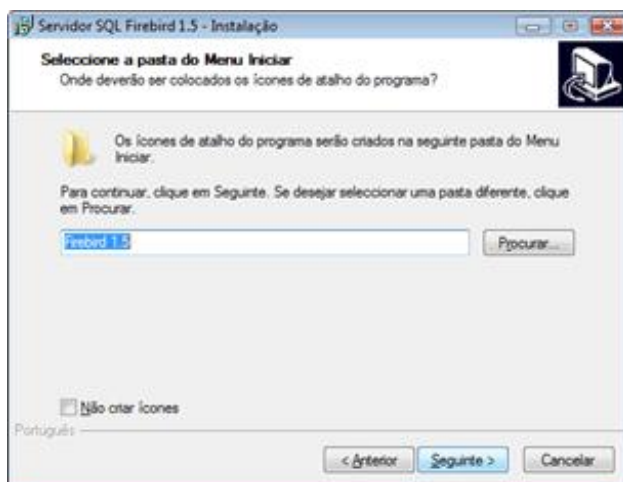 Servidor SQL Firebird 1.5 - Instalação
Seleccione a pasta do Menu Iniciar
Onde deverão ser colocados os ícones de atalho do programa?
Os ícones de atalho do programa serão criados na seguinte pasta do Menu
Iniciar.
Para continuar, clique em Seguinte. Se desejar seleccionar uma pasta diferente, clique
em Procurar.
Firebird 1.5
Procurar...
Não criar ícones
Português
< Anterior
Seguinte >
Cancelar